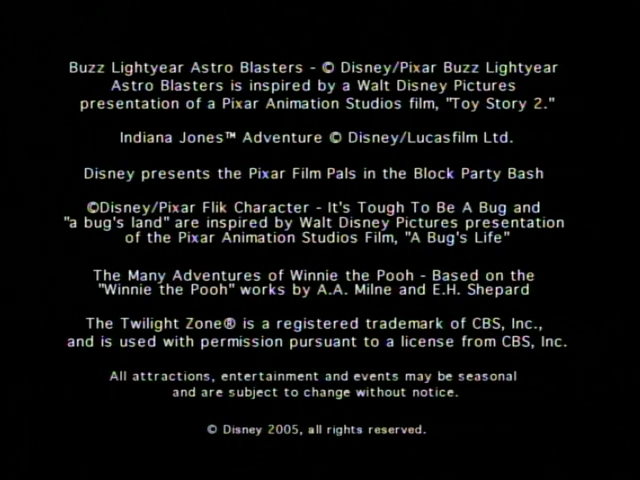 Buzz Lightyear Astro Blasters - © Disney/Pixar Buzz Lightyear
Astro Blasters is inspired by a Walt Disney Pictures
presentation of a Pixar Animation Studios film, "Toy Story 2."
Indiana Jones™ Adventure © Disney/Lucasfilm Ltd.
Disney presents the Pixar Film Pals in the Block Party Bash
©Disney/Pixar Flik Character - It's Tough To Be A Bug and
"a bug's land" are inspired by Walt Disney Pictures presentation
of the Pixar Animation Studios Film, "A Bug's Life"
The Many Adventures of Winnie the Pooh - Based on the
"Winnie the Pooh" works by A.A. Milne and E.H. Shepard
The Twilight Zone® is a registered trademark of CBS, Inc.,
and is used with permission pursuant to a license from CBS, Inc.
All attractions, entertainment and events may be seasonal
and are subject to change without notice.
© Disney 2005, all rights reserved.